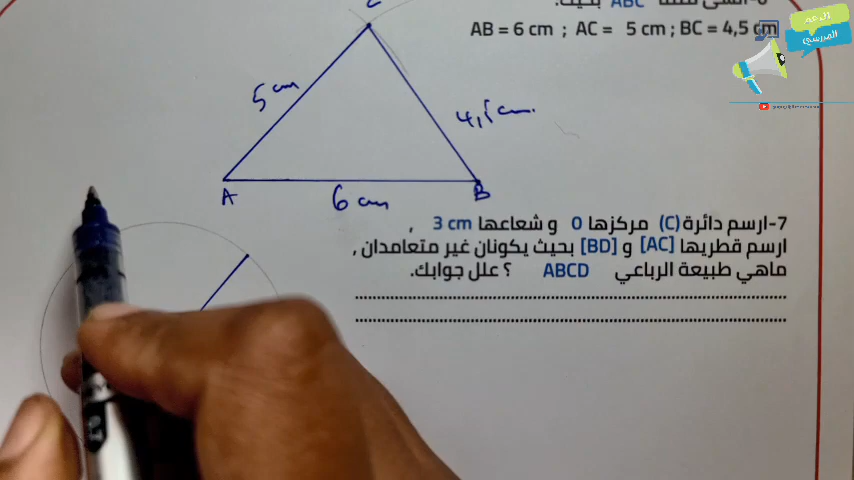 ABC بحيث:
AB = 6 cm ; AC = 5 cm ; BC = 4,5 cm
الدعم
المدرسي
C
5 cm
4,5 cm.
A
6 cm
B
7-ارسم دائرة (C) مركزها O و شعاعها 3 cm ,
ارسم قطريها [AC] و [BD] بحيث يكونان غير متعامدان ,
ماهي طبيعة الرباعي ABCD ؟ علل جوابك.